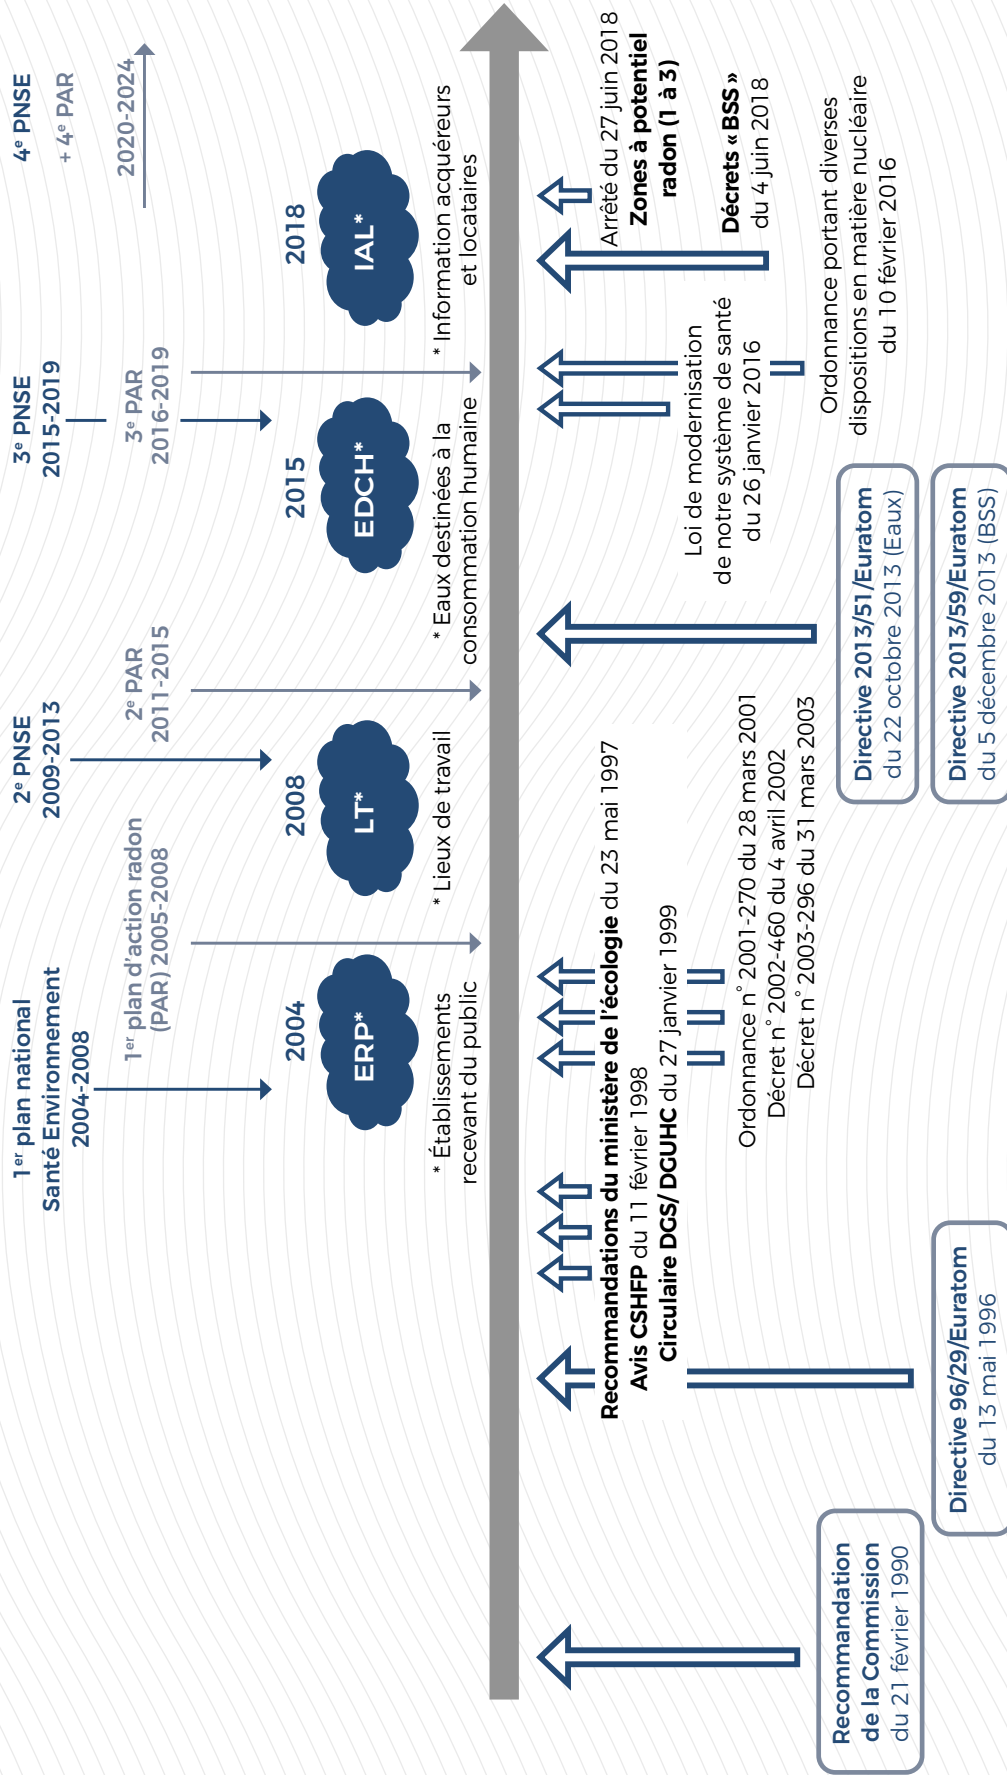 1er plan national
Santé Environnement
2004-2008
2e PNSE
2009-2013
3e PNSE
2015-2019
4e PNSE
+ 4e PAR
2020-2024
1er plan d'action radon
(PAR) 2005-2008
2e PAR
2011-2015
3e PAR
2016-2019
2004
ERP*
* Établissements
recevant du public
2008
LT*
* Lieux de travail
2015
EDCH*
* Eaux destinées à la
consommation humaine
2018
IAL*
* Information acquéreurs
et locataires
Recommandation
de la Commission
du 21 février 1990
Directive 96/29/Euratom
du 13 mai 1996
Recommandations du ministère de l'écologie du 23 mai 1997
Avis CSHFP du 11 février 1998
Circulaire DGS/ DGUHC du 27 janvier 1999
Ordonnance n° 2001-270 du 28 mars 2001
Décret n° 2002-460 du 4 avril 2002
Décret n° 2003-296 du 31 mars 2003
Directive 2013/51/Euratom
du 22 octobre 2013 (Eaux)
Directive 2013/59/Euratom
du 5 décembre 2013 (BSS)
Loi de modernisation
de notre système de santé
du 26 janvier 2016
Ordonnance portant diverses
dispositions en matière nucléaire
du 10 février 2016
Arrêté du 27 juin 2018
Zones à potentiel
radon (1 à 3)
Décrets « BSS »
du 4 juin 2018